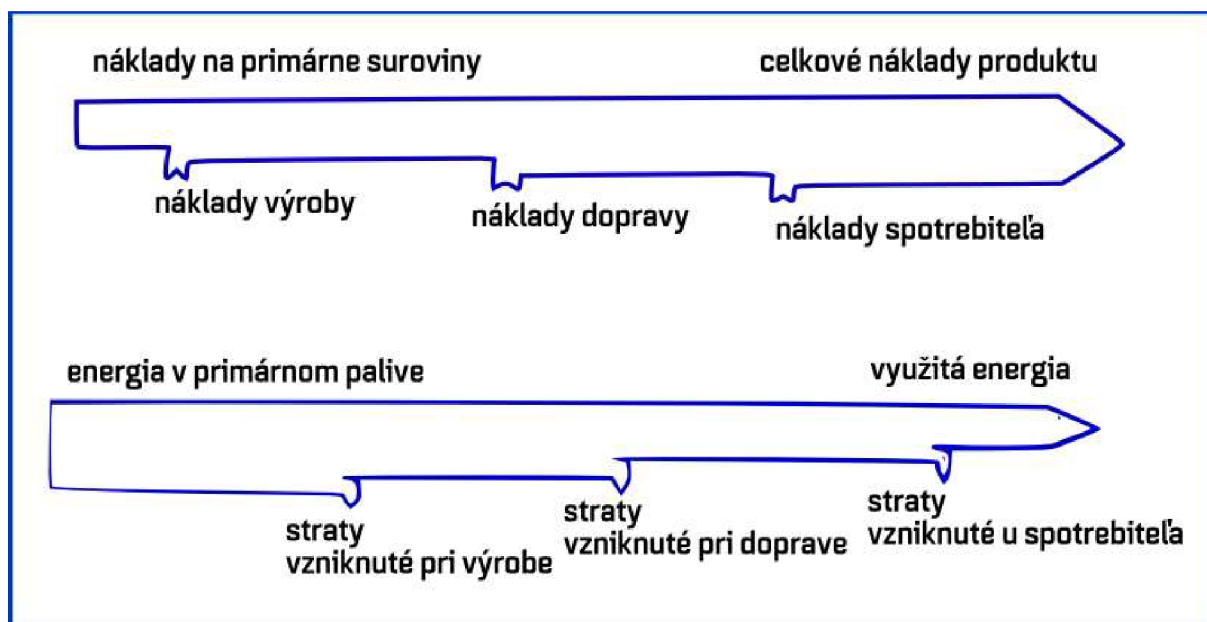 náklady na primárne suroviny
celkové náklady produktu
náklady výroby
náklady dopravy
náklady spotrebiteľa
energia v primárnom palive
využitá energia
straty
vzniknuté pri výrobe
straty
vzniknuté pri doprave
straty
vzniknuté u spotrebiteľa